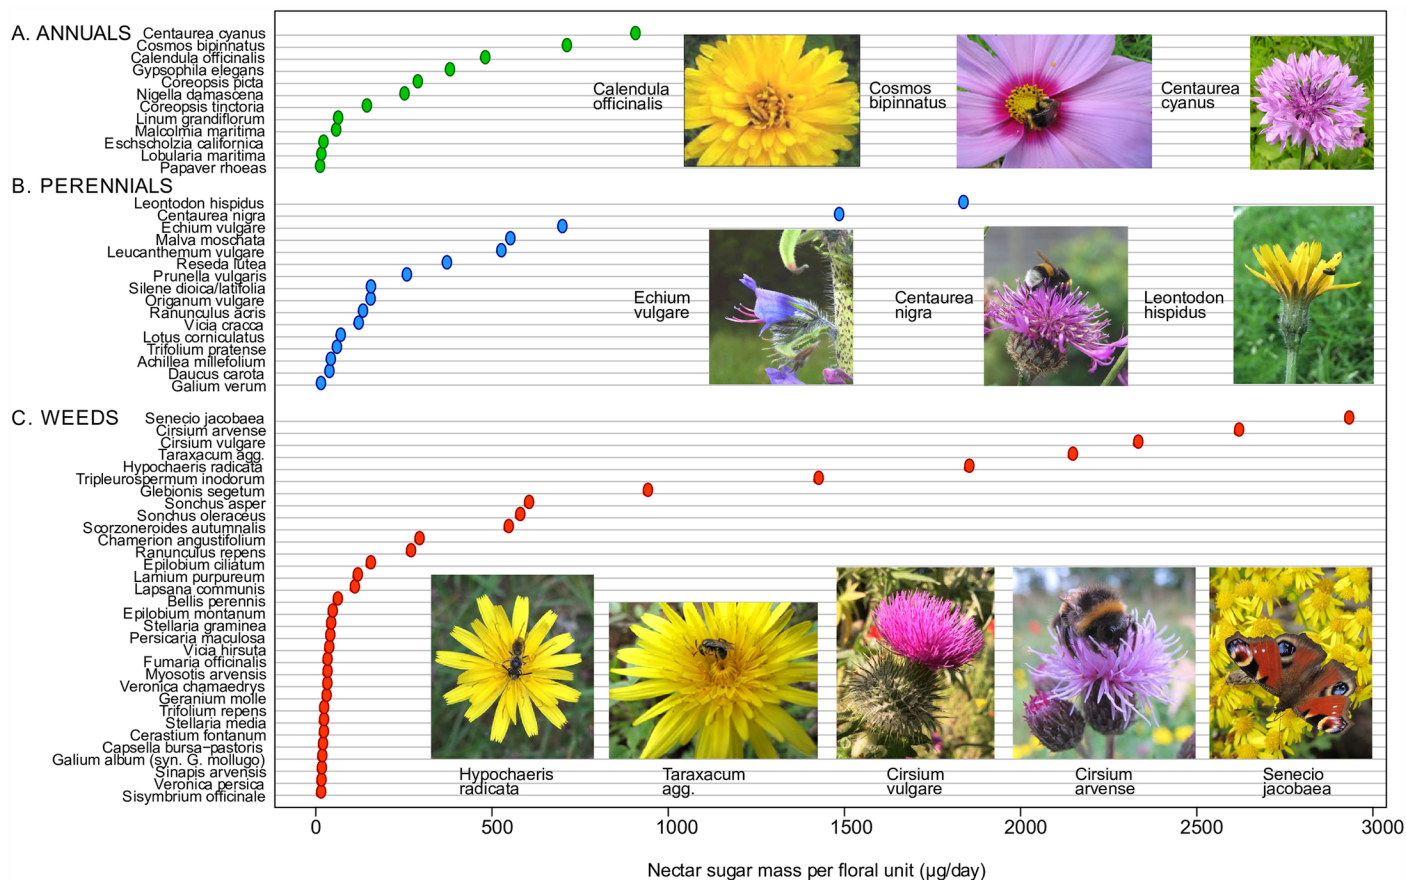 A. ANNUALS
Centaurea cyanus
Cosmos bipinnatus
Calendula officinalis
Gypsophila elegans
Coreopsis picta
Nigella damascena
Coreopsis tinctoria
Linum grandiflorum
Malcolmia maritima
Eschscholzia californica
Lobularia maritima
Papaver rhoeas
Calendula
officinalis
Cosmos
bipinnatus
Centaurea
cyanus
B. PERENNIALS
Leontodon hispidus
Centaurea nigra
Echium vulgare
Malva moschata
Leucanthemum vulgare
Reseda lutea
Prunella vulgaris
Silene dioica/latifolia
Origanum vulgare
Ranunculus acris
Vicia cracca
Lotus corniculatus
Trifolium pratense
Achillea millefolium
Daucus carota
Galium verum
Echium
vulgare
Centaurea
nigra
Leontodon
hispidus
C. WEEDS
Senecio jacobaea
Cirsium arvense
Cirsium vulgare
Taraxacum agg.
Hypochaeris radicata
Tripleurospermum inodorum
Glebionis segetum
Sonchus asper
Sonchus oleraceus
Scorzoneroides autumnalis
Chamerion angustifolium
Ranunculus repens
Epilobium ciliatum
Lamium purpureum
Lapsana communis
Bellis perennis
Epilobium montanum
Stellaria graminea
Persicaria maculosa
Vicia hirsuta
Fumaria officinalis
Myosotis arvensis
Veronica chamaedrys
Geranium molle
Trifolium repens
Stellaria media
Cerastium fontanum
Capsella bursa−pastoris
Galium album (syn. G. mollugo)
Sinapis arvensis
Veronica persica
Sisymbrium officinale
Hypochaeris
radicata
Taraxacum
agg.
Cirsium
vulgare
Cirsium
arvense
Senecio
jacobaea
0 500 1000 1500 2000 2500 3000
Nectar sugar mass per floral unit (µg/day)